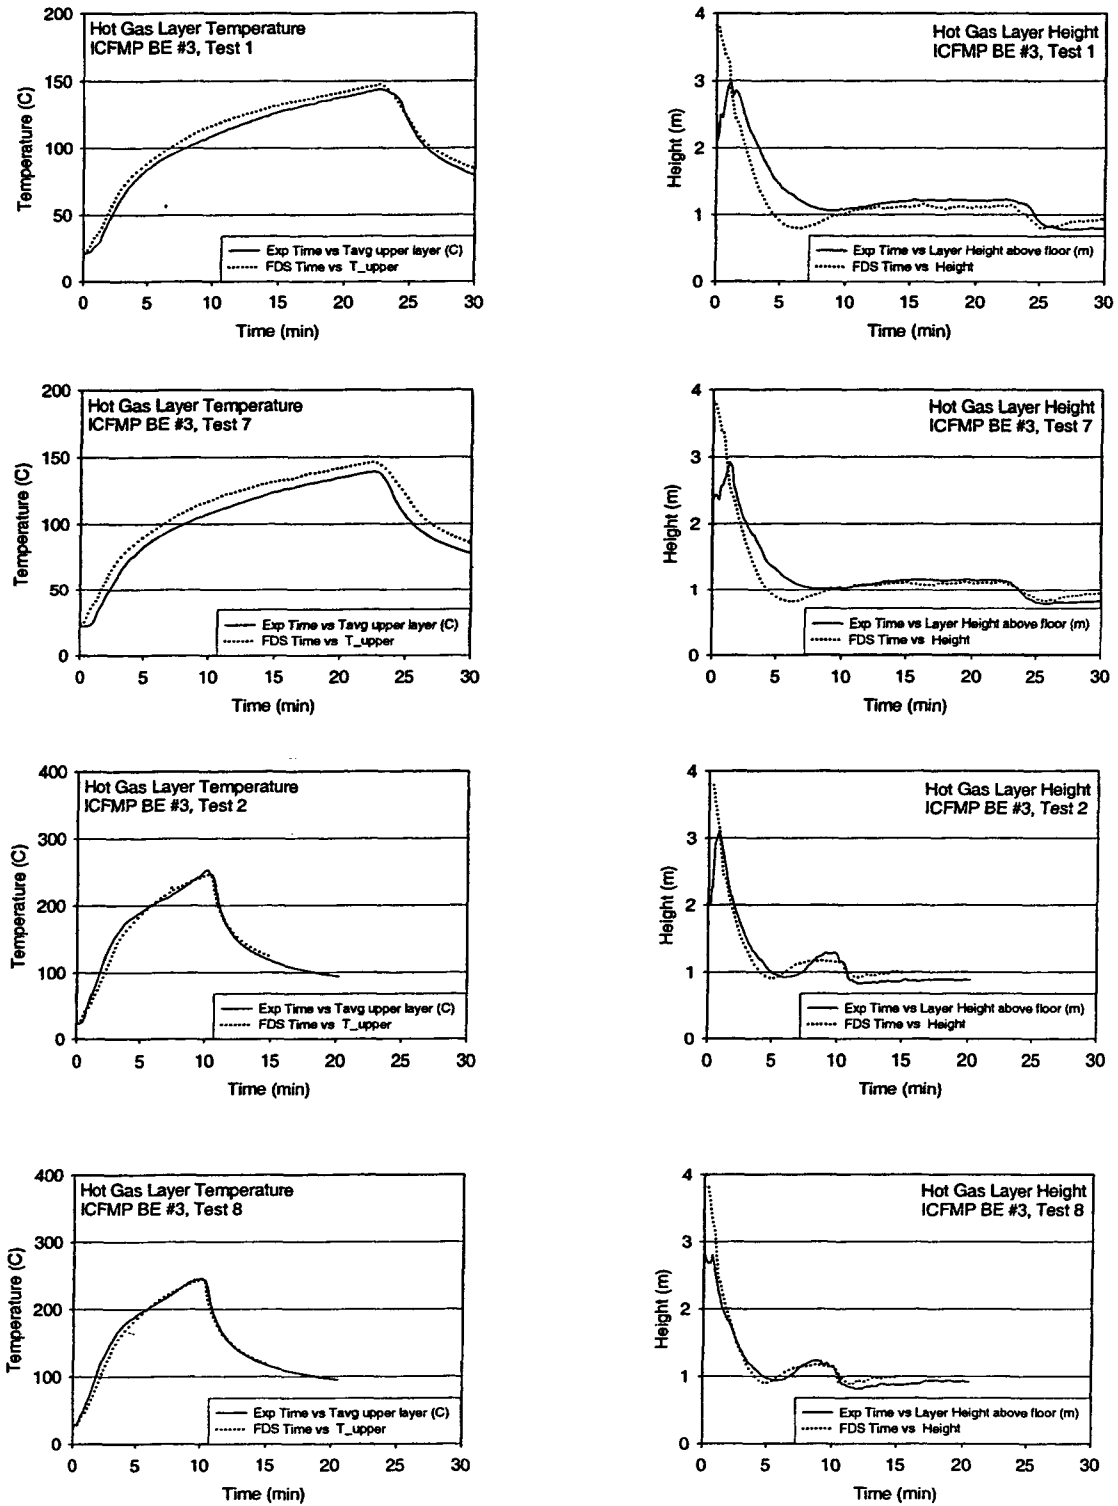 Hot Gas Layer Temperature
ICFMP BE #3, Test 1
Temperature (C)
200
150
100
50
0
Exp Time vs Tavg upper layer (C)
FDS Time vs T_upper
0 5 10 15 20 25 30
Time (min)
Hot Gas Layer Height
ICFMP BE #3, Test 1
Height (m)
4
3
2
1
0
Exp Time vs Layer Height above floor (m)
FDS Time vs Height
0 5 10 15 20 25 30
Time (min)
Hot Gas Layer Temperature
ICFMP BE #3, Test 7
Temperature (C)
200
150
100
50
0
Exp Time vs Tavg upper layer (C)
FDS Time vs T_upper
0 5 10 15 20 25 30
Time (min)
Hot Gas Layer Height
ICFMP BE #3, Test 7
Height (m)
4
3
2
1
0
Exp Time vs Layer Height above floor (m)
FDS Time vs Height
0 5 10 15 20 25 30
Time (min)
Hot Gas Layer Temperature
ICFMP BE #3, Test 2
Temperature (C)
400
300
200
100
0
Exp Time vs Tavg upper layer (C)
FDS Time vs T_upper
0 5 10 15 20 25 30
Time (min)
Hot Gas Layer Height
ICFMP BE #3, Test 2
Height (m)
4
3
2
1
0
Exp Time vs Layer Height above floor (m)
FDS Time vs Height
0 5 10 15 20 25 30
Time (min)
Hot Gas Layer Temperature
ICFMP BE #3, Test 8
Temperature (C)
400
300
200
100
0
Exp Time vs Tavg upper layer (C)
FDS Time vs T_upper
0 5 10 15 20 25 30
Time (min)
Hot Gas Layer Height
ICFMP BE #3, Test 8
Height (m)
4
3
2
1
0
Exp Time vs Layer Height above floor (m)
FDS Time vs Height
0 5 10 15 20 25 30
Time (min)